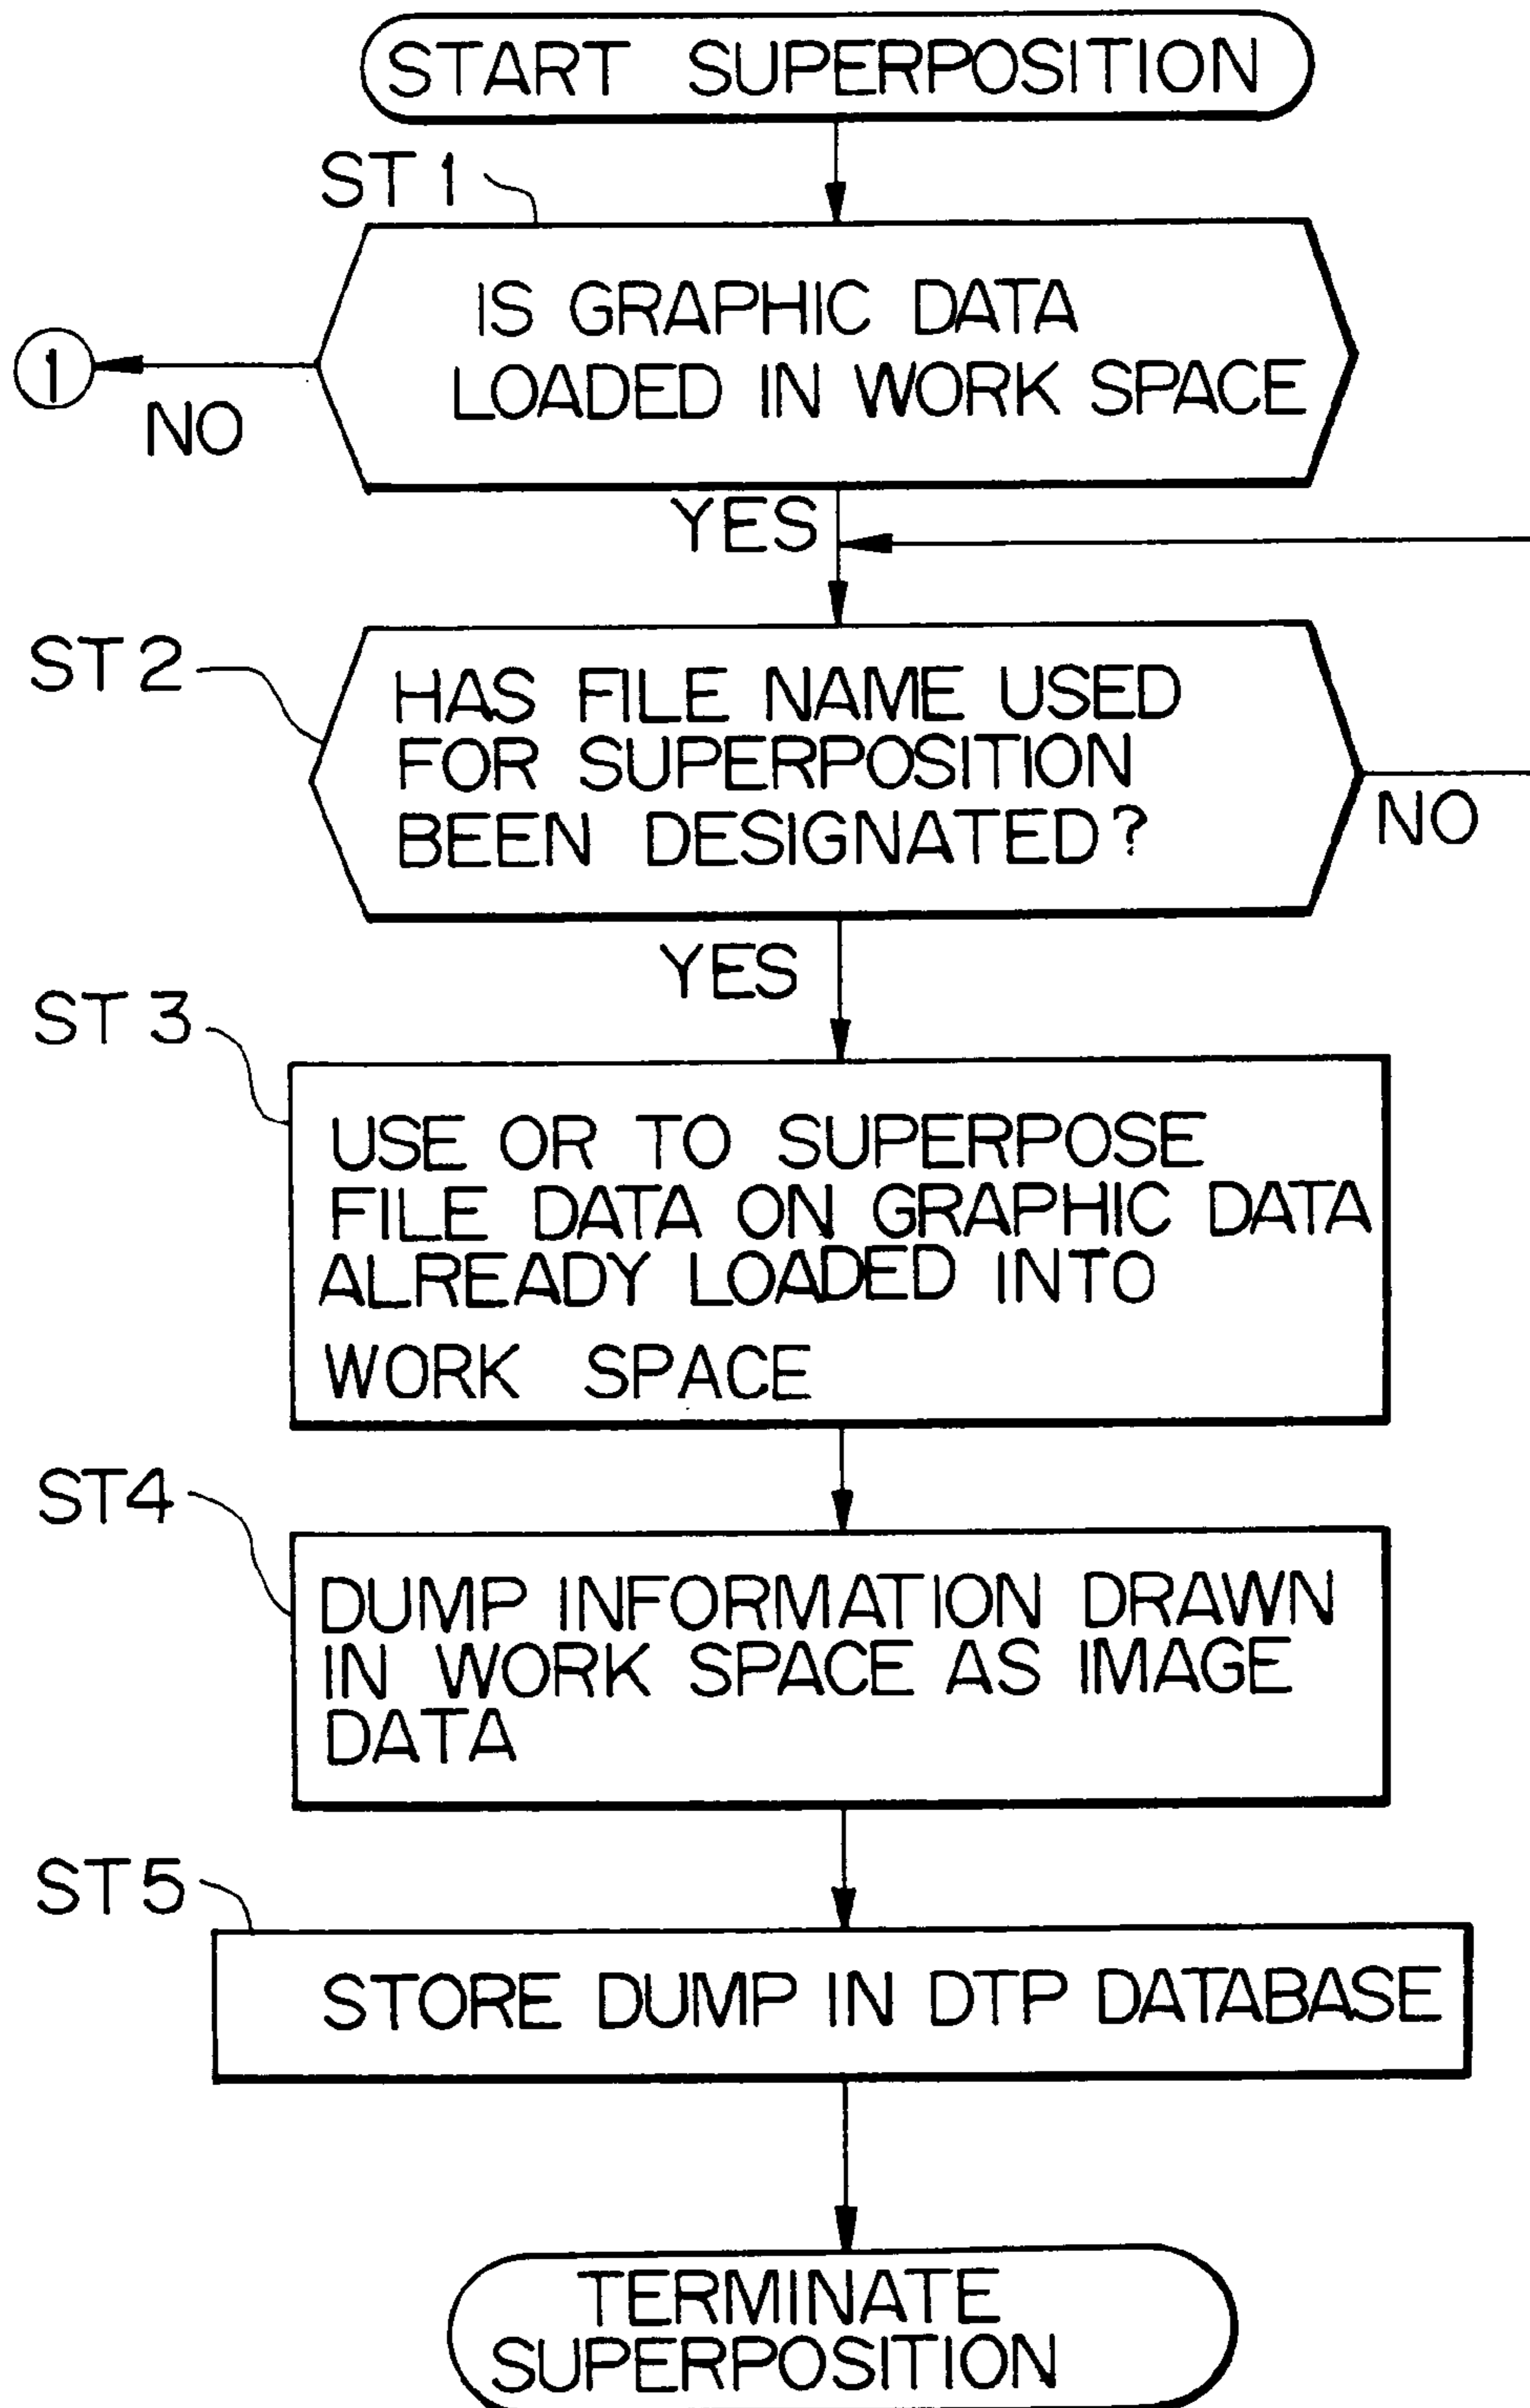 START SUPERPOSITION
ST 1
IS GRAPHIC DATA
LOADED IN WORK SPACE
1
NO
YES
ST 2
HAS FILE NAME USED
FOR SUPERPOSITION
BEEN DESIGNATED?
NO
YES
ST 3
USE OR TO SUPERPOSE
FILE DATA ON GRAPHIC DATA
ALREADY LOADED INTO
WORK SPACE
ST4
DUMP INFORMATION DRAWN
IN WORK SPACE AS IMAGE
DATA
ST5
STORE DUMP IN DTP DATABASE
TERMINATE
SUPERPOSITION